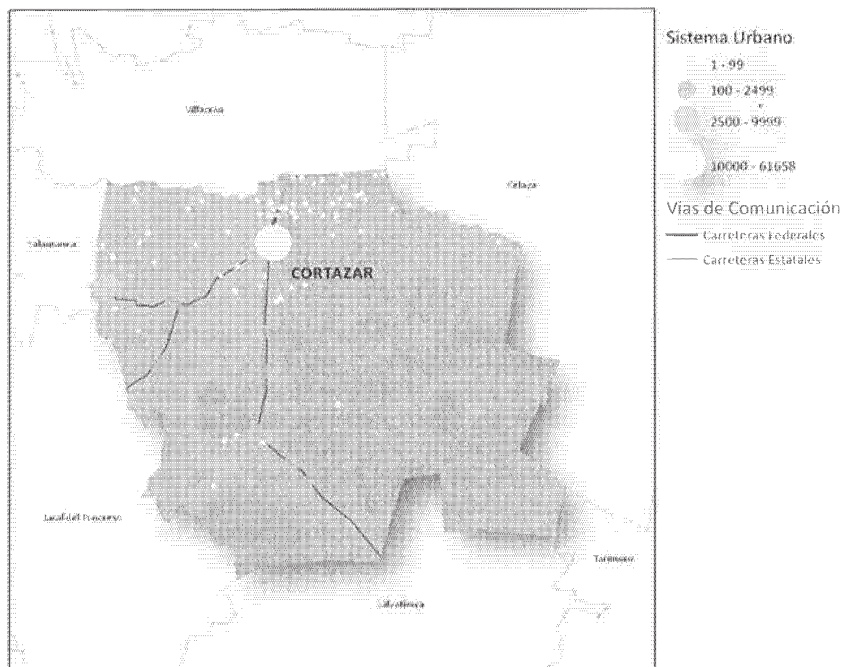 Sistema Urbano
1 - 99
100 - 2499
2500 - 9999
10000 - 61658
Vías de Comunicación
Carreteras Federales
Carreteras Estatales
Villagrán
Celaya
Salamanca
CORTAZAR
Jaral del Progreso
Tarimoro
Salvatierra